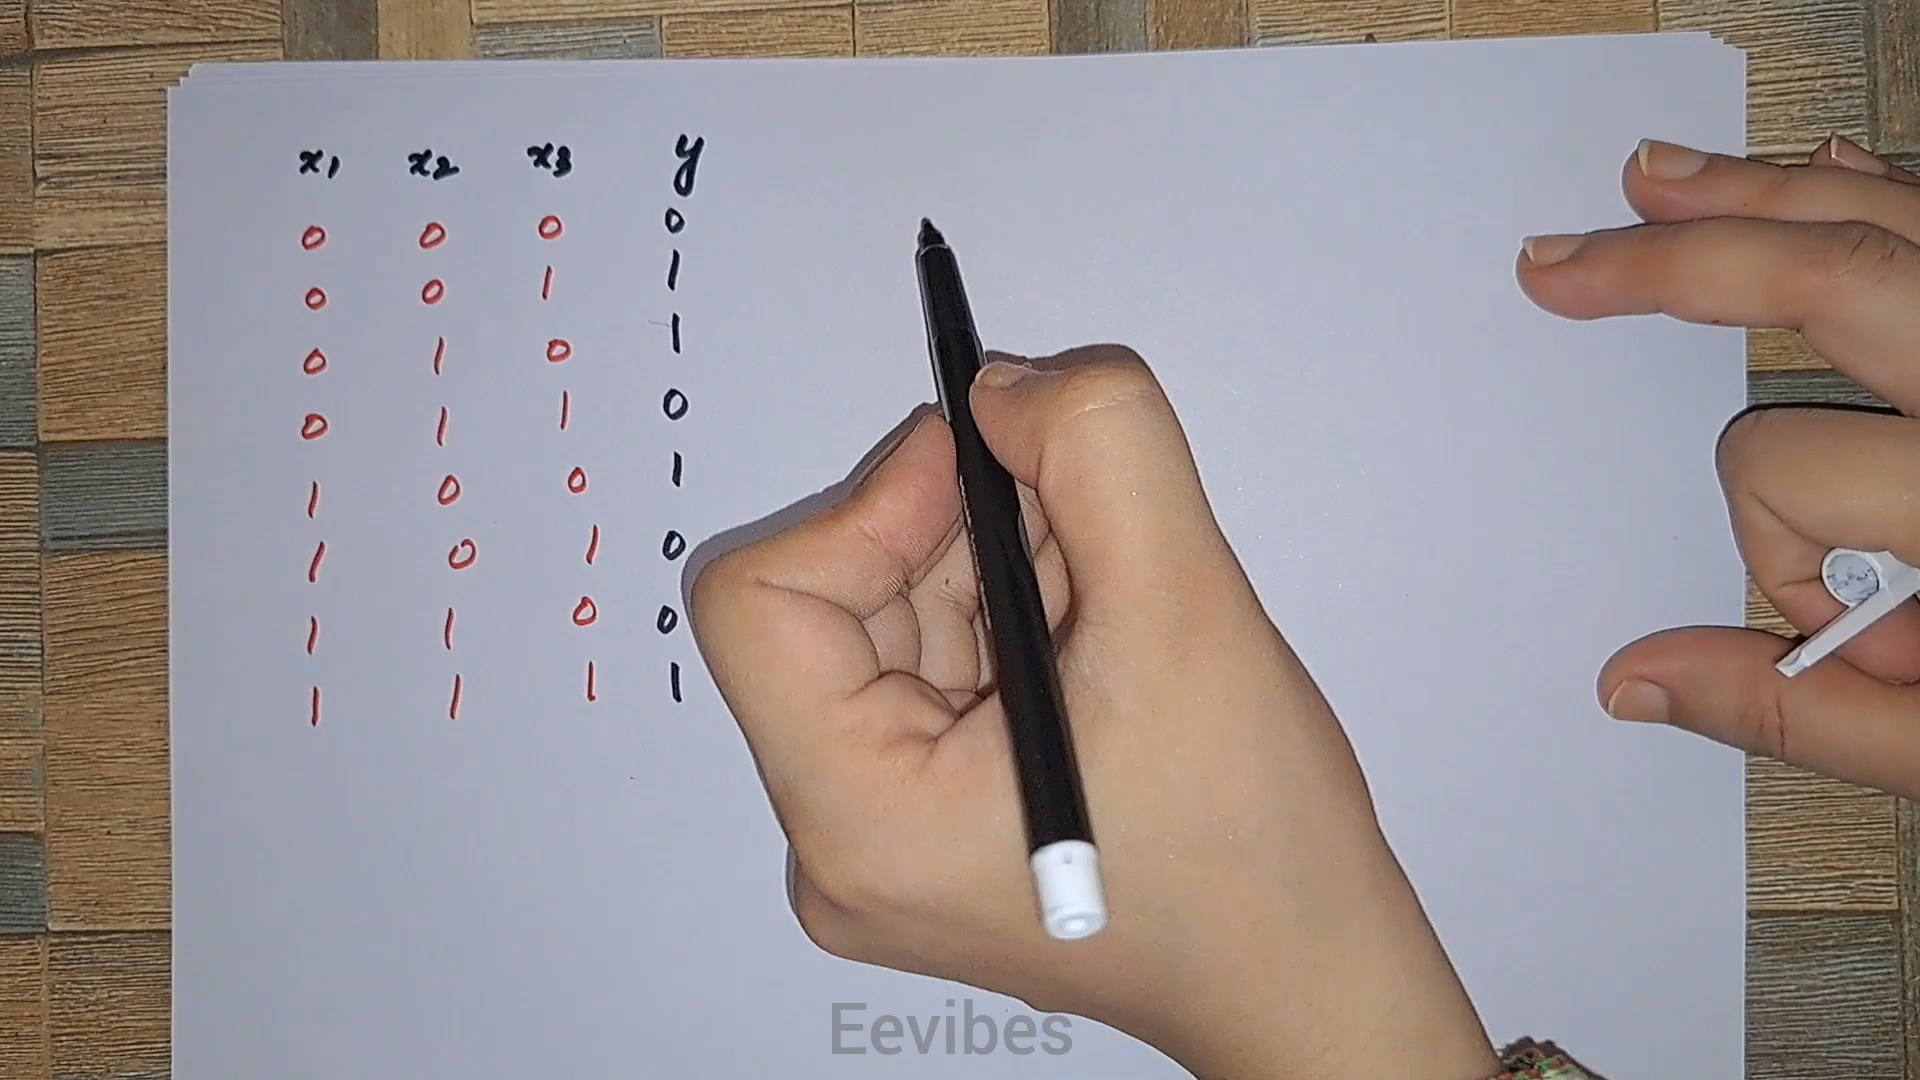 x1 x2 x3 y
0 0 0 0
0 0 1 1
0 1 0 1
0 1 1 0
1 0 0 1
1 0 1 0
1 1 0 0
1 1 1 1
Eevibes